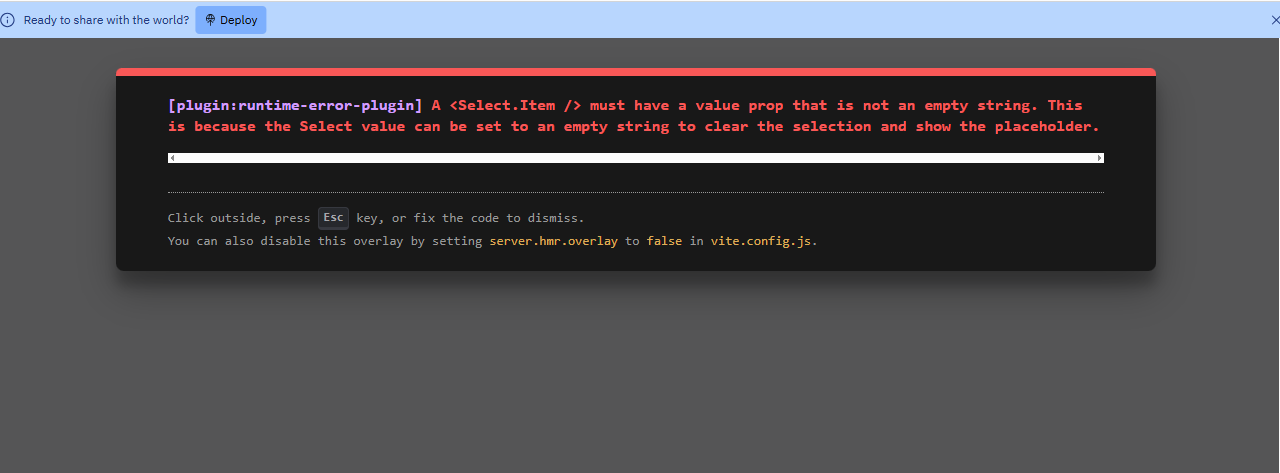 Ready to share with the world? Deploy
[plugin:runtime-error-plugin] A <Select.Item /> must have a value prop that is not an empty string. This
is because the Select value can be set to an empty string to clear the selection and show the placeholder.
Click outside, press Esc key, or fix the code to dismiss.
You can also disable this overlay by setting server.hmr.overlay to false in vite.config.js.